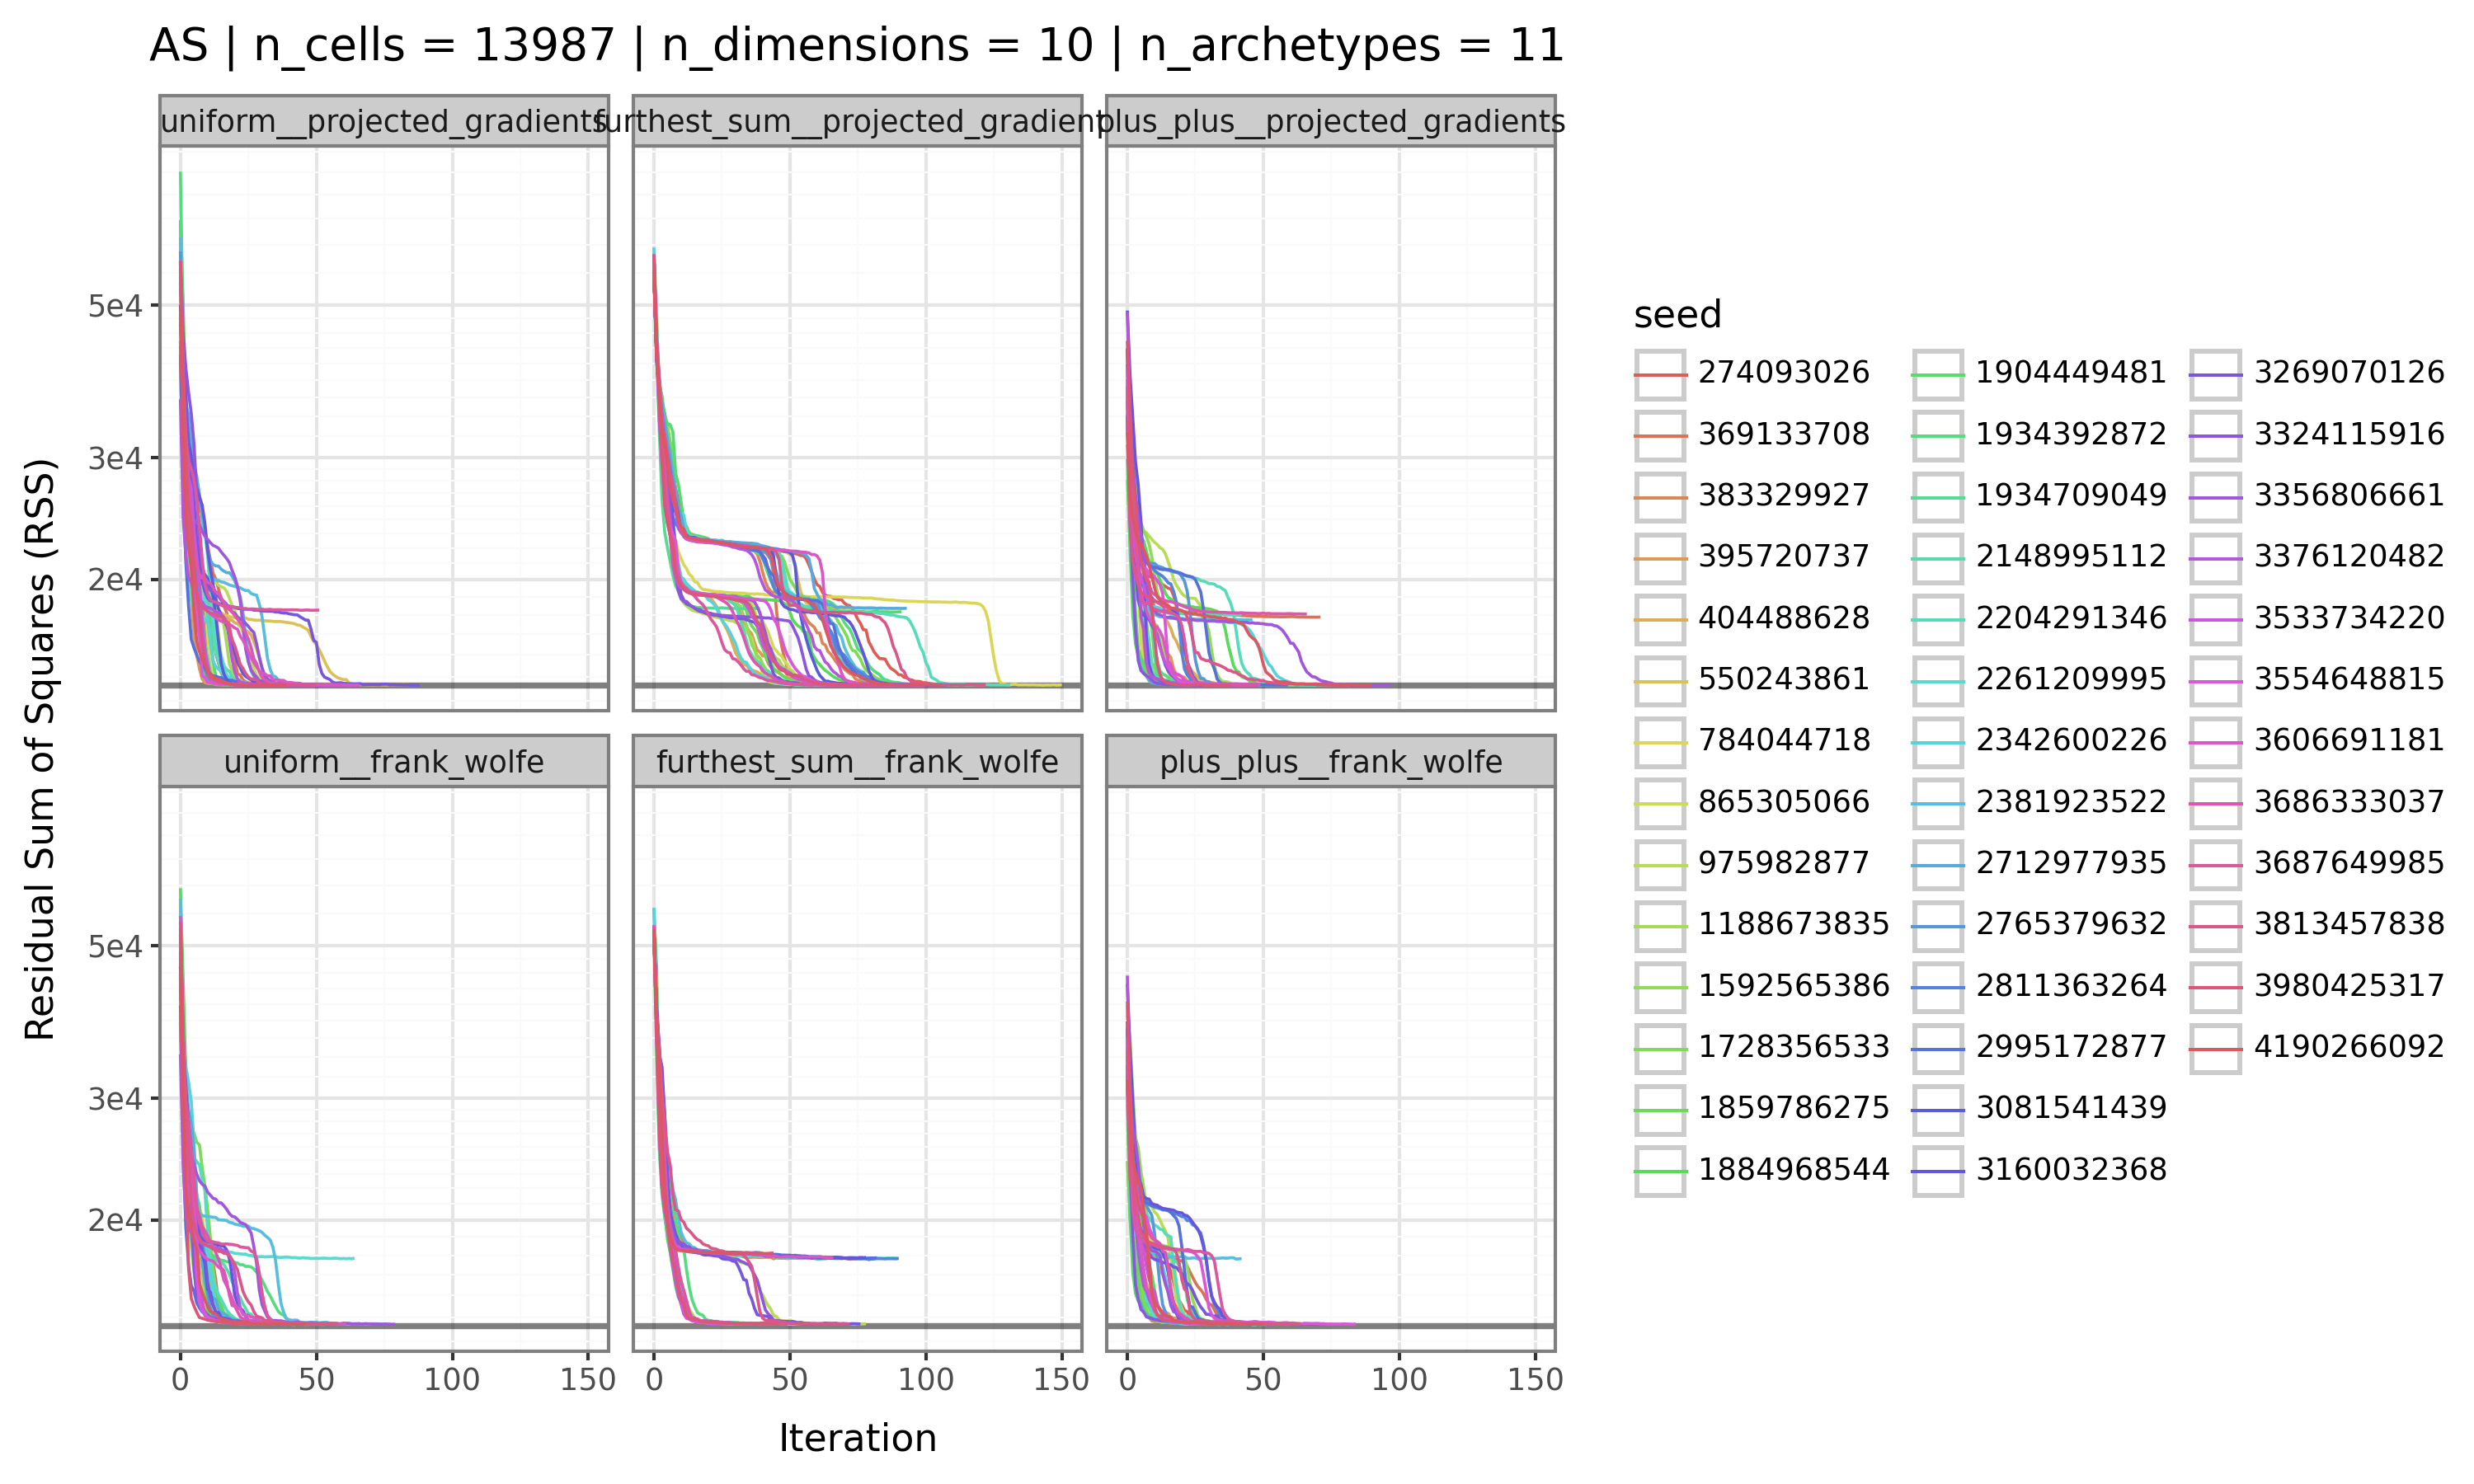 AS | n_cells = 13987 | n_dimensions = 10 | n_archetypes = 11
uniform__projected_gradients
furthest_sum__projected_gradient
plus_plus__projected_gradients
5e4
3e4
2e4
uniform__frank_wolfe
furthest_sum__frank_wolfe
plus_plus__frank_wolfe
5e4
3e4
2e4
0 50 100 150
0 50 100 150
0 50 100 150
Iteration
Residual Sum of Squares (RSS)
seed
274093026
369133708
383329927
395720737
404488628
550243861
784044718
865305066
975982877
1188673835
1592565386
1728356533
1859786275
1884968544
1904449481
1934392872
1934709049
2148995112
2204291346
2261209995
2342600226
2381923522
2712977935
2765379632
2811363264
2995172877
3081541439
3160032368
3269070126
3324115916
3356806661
3376120482
3533734220
3554648815
3606691181
3686333037
3687649985
3813457838
3980425317
4190266092